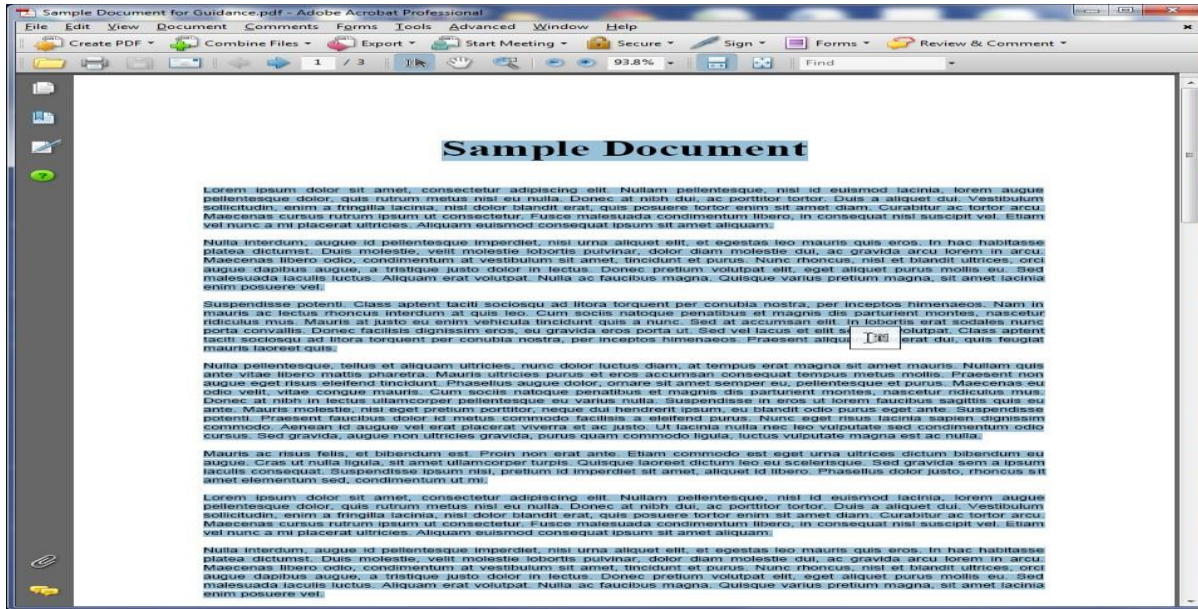 Sample Document for Guidance.pdf - Adobe Acrobat Professional
File Edit View Document Comments Forms Tools Advanced Window Help
Create PDF Combine Files Export Start Meeting Secure Sign Forms Review & Comment
1 / 3 93.8% Find
Sample Document
Lorem ipsum dolor sit amet, consectetur adipiscing elit. Nullam pellentesque, nisl id euismod lacinia, lorem augue
pellentesque dolor, quis rutrum metus nisi eu nulla. Donec at nibh dui, ac porttitor tortor. Duis a aliquet dui. Vestibulum
sollicitudin, enim a fringilla lacinia, nisl dolor blandit erat, quis posuere tortor enim sit amet diam. Curabitur ac tortor arcu.
Maecenas cursus rutrum ipsum ut consectetur. Fusce malesuada condimentum libero, in consequat nisl suscipit vel. Etiam
vel nunc a mi placerat ultricies. Aliquam euismod consequat ipsum sit amet aliquam.
Nulla interdum, augue id pellentesque imperdiet, nisi urna aliquet elit, et egestas leo mauris quis eros. In hac habitasse
platea dictumst. Duis molestie, velit molestie lobortis pulvinar, dolor diam molestie dui, ac gravida arcu lorem in arcu.
Maecenas libero odio, condimentum at vestibulum sit amet, tincidunt et purus. Nunc rhoncus, nisl et blandit ultrices, orci
augue dapibus augue, a tristique justo dolor in lectus. Donec pretium volutpat elit, eget aliquet purus mollis eu. Sed
malesuada iaculis luctus. Aliquam erat volutpat. Nulla ac faucibus magna. Quisque varius pretium magna, sit amet lacinia
enim posuere vel.
Suspendisse potenti. Class aptent taciti sociosqu ad litora torquent per conubia nostra, per inceptos himenaeos. Nam in
mauris ac lectus rhoncus interdum at quis leo. Cum sociis natoque penatibus et magnis dis parturient montes, nascetur
ridiculus mus. Mauris at justo eu enim vehicula tincidunt quis a nunc. Sed at accumsan elit. In lobortis erat sodales nunc
porta convallis. Donec facilisis dignissim eros, eu gravida eros porta ut. Sed vel lacus et elit volutpat. Class aptent
taciti sociosqu ad litora torquent per conubia nostra, per inceptos himenaeos. Praesent erat dui, quis feugiat
mauris laoreet quis.
Nulla pellentesque, tellus et aliquam ultricies, nunc dolor luctus diam, at tempus erat magna sit amet mauris. Nullam quis
ante vitae libero mattis pharetra. Mauris ultricies purus et eros accumsan consequat tempus metus mollis. Praesent non
augue eget risus eleifend tincidunt. Phasellus augue dolor, ornare sit amet semper eu, pellentesque et purus. Maecenas eu
odio velit, vitae congue mauris. Cum sociis natoque penatibus et magnis dis parturient montes, nascetur ridiculus mus.
Donec at nibh in lectus ullamcorper pellentesque eu varius nulla. Suspendisse in eros ut lorem faucibus sagittis quis eu
ante. Mauris molestie, nisi eget pretium porttitor, neque dui hendrerit ipsum, eu blandit odio purus eget ante. Suspendisse
potenti. Praesent faucibus dolor id metus commodo facilisis a eleifend purus. Nunc eget risus lacinia sapien dignissim
commodo. Aenean id augue vel erat placerat viverra et ac justo. Ut lacinia nulla nec leo vulputate sed condimentum odio
cursus. Sed gravida, augue non ultricies gravida, purus quam commodo ligula, luctus vulputate magna est ac nulla.
Mauris ac risus felis, et bibendum est. Proin non erat ante. Etiam commodo est eget urna ultrices dictum bibendum eu
augue. Cras ut nulla ligula, sit amet ullamcorper turpis. Quisque laoreet dictum leo eu scelerisque. Sed gravida sem a ipsum
iaculis consequat. Suspendisse ipsum nisi, pretium id imperdiet sit amet, aliquet id libero. Phasellus dolor justo, rhoncus sit
amet elementum sed, condimentum ut mi.
Lorem ipsum dolor sit amet, consectetur adipiscing elit. Nullam pellentesque, nisl id euismod lacinia, lorem augue
pellentesque dolor, quis rutrum metus nisi eu nulla. Donec at nibh dui, ac porttitor tortor. Duis a aliquet dui. Vestibulum
sollicitudin, enim a fringilla lacinia, nisl dolor blandit erat, quis posuere tortor enim sit amet diam. Curabitur ac tortor arcu.
Maecenas cursus rutrum ipsum ut consectetur. Fusce malesuada condimentum libero, in consequat nisl suscipit vel. Etiam
vel nunc a mi placerat ultricies. Aliquam euismod consequat ipsum sit amet aliquam.
Nulla interdum, augue id pellentesque imperdiet, nisi urna aliquet elit, et egestas leo mauris quis eros. In hac habitasse
platea dictumst. Duis molestie, velit molestie lobortis pulvinar, dolor diam molestie dui, ac gravida arcu lorem in arcu.
Maecenas libero odio, condimentum at vestibulum sit amet, tincidunt et purus. Nunc rhoncus, nisl et blandit ultrices, orci
augue dapibus augue, a tristique justo dolor in lectus. Donec pretium volutpat elit, eget aliquet purus mollis eu. Sed
malesuada iaculis luctus. Aliquam erat volutpat. Nulla ac faucibus magna. Quisque varius pretium magna, sit amet lacinia
enim posuere vel.